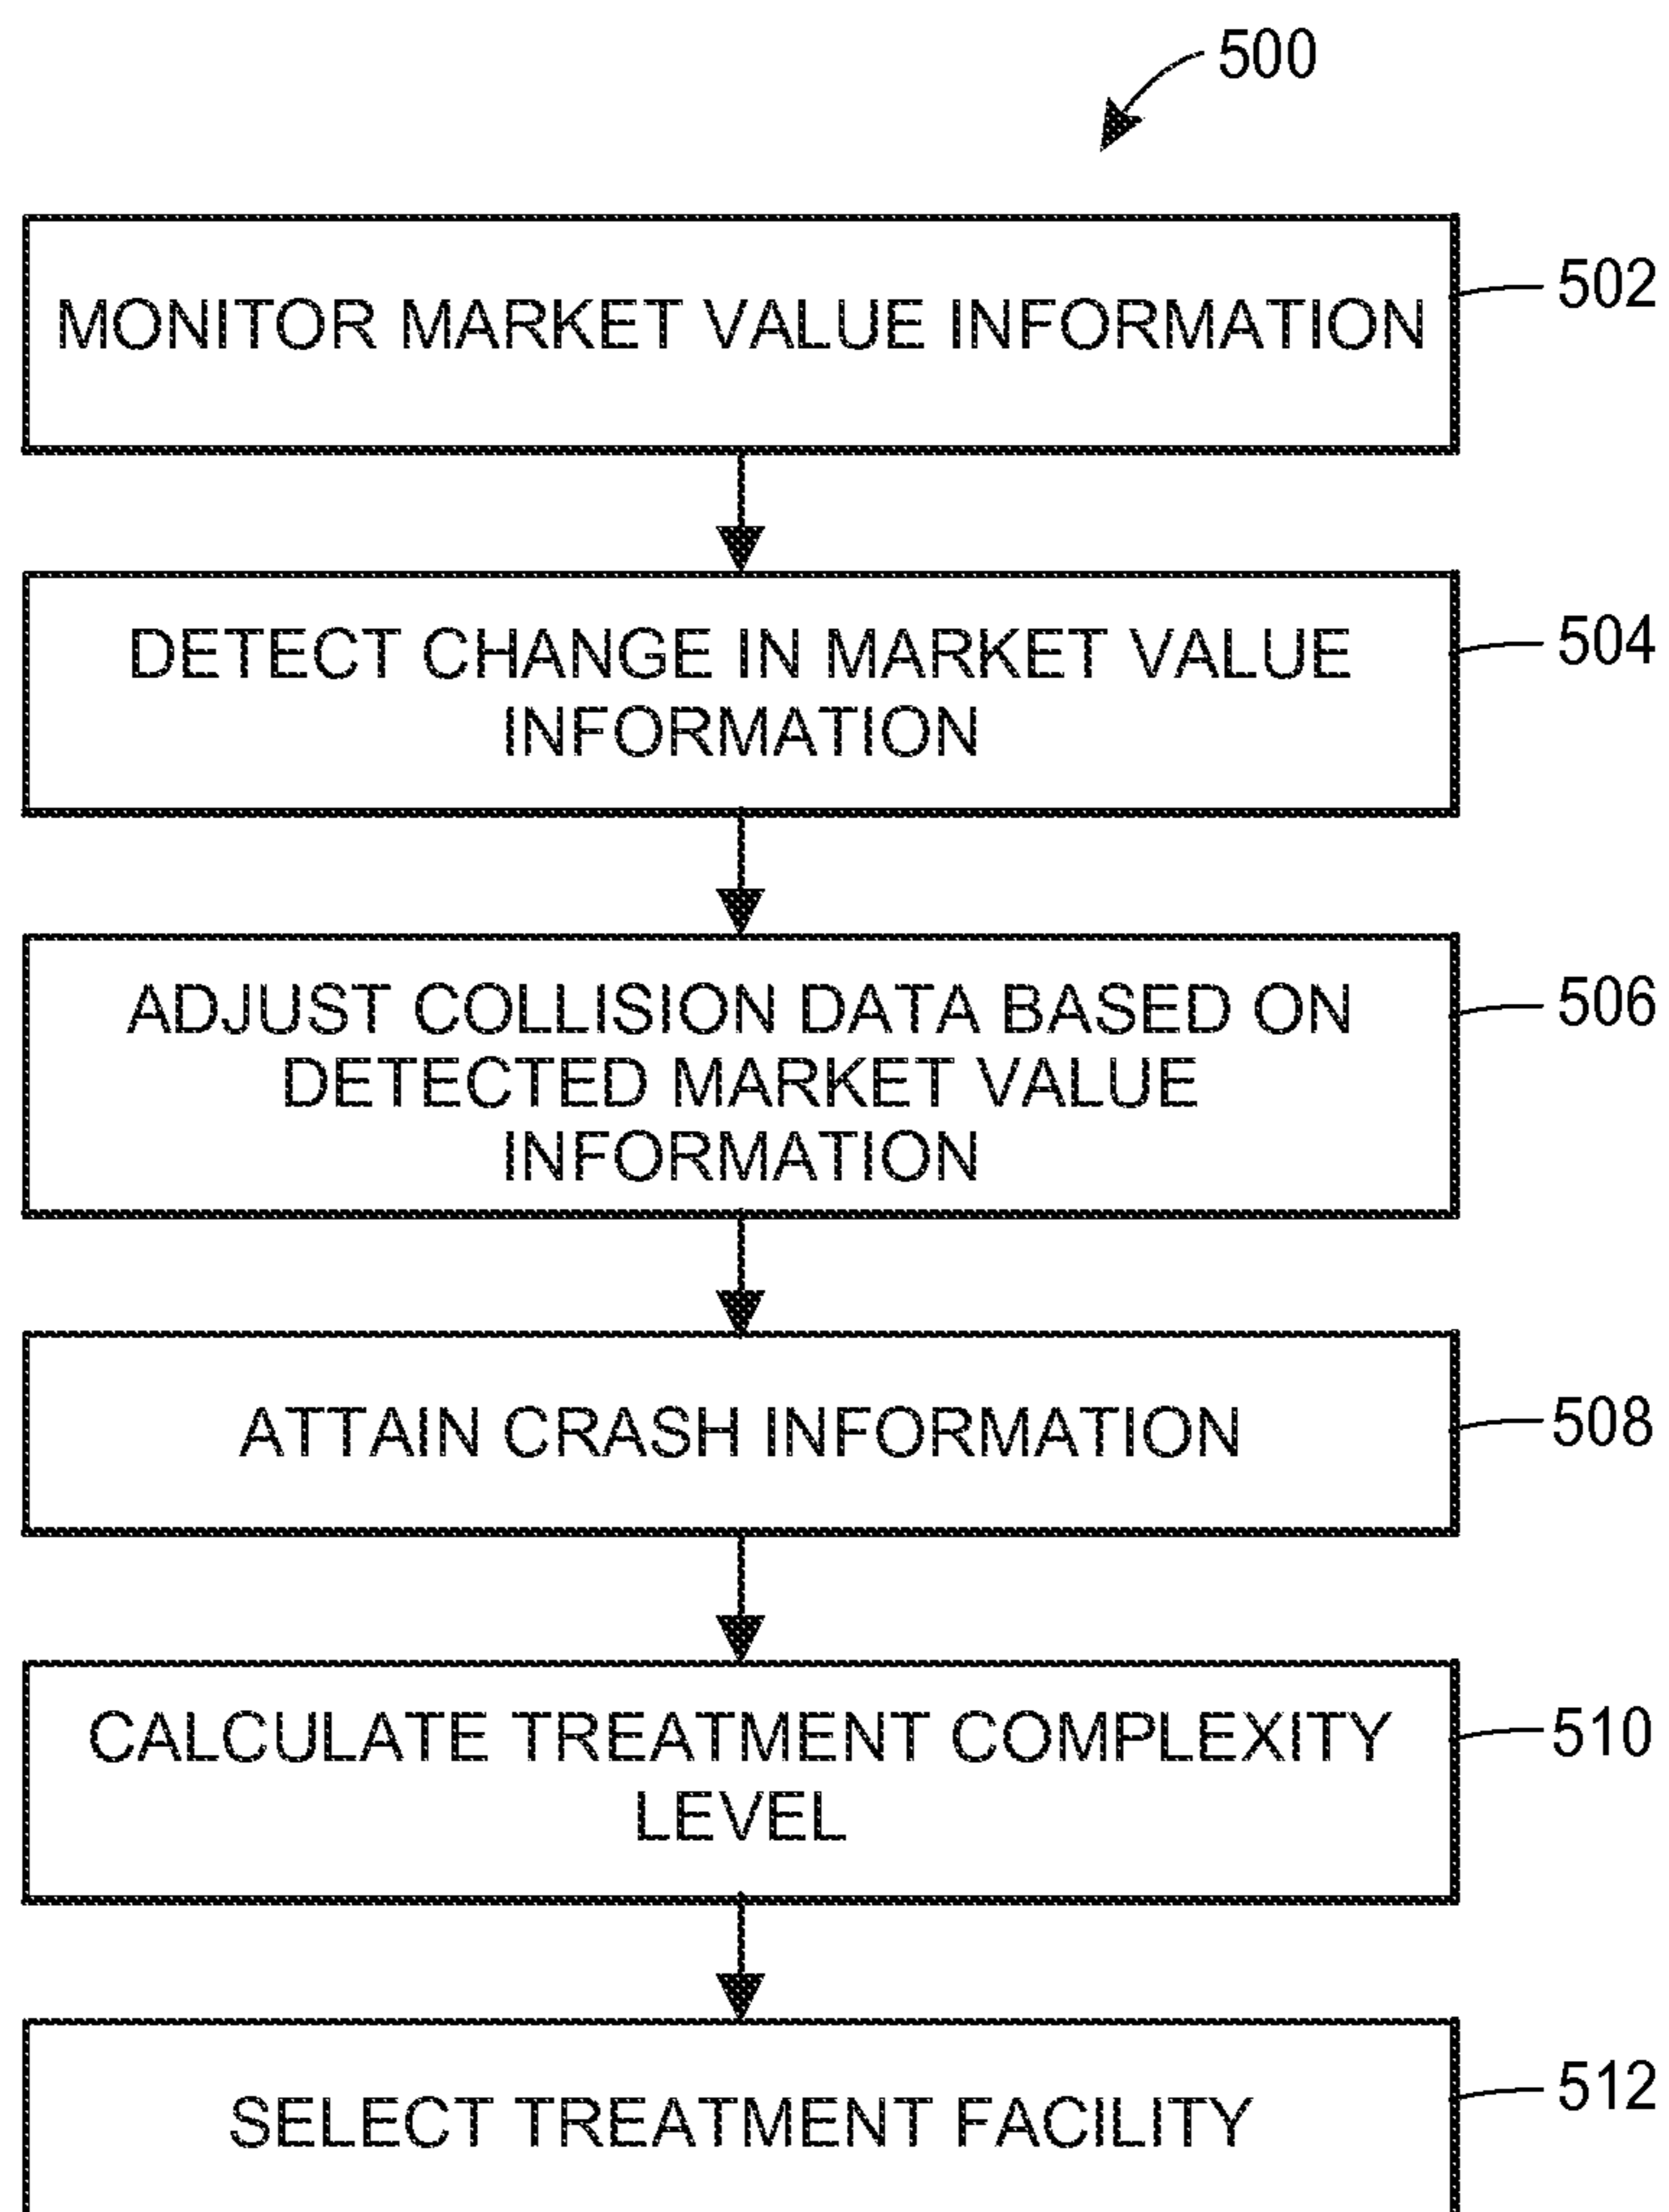 500
MONITOR MARKET VALUE INFORMATION
502
DETECT CHANGE IN MARKET VALUE
INFORMATION
504
ADJUST COLLISION DATA BASED ON
DETECTED MARKET VALUE
INFORMATION
506
ATTAIN CRASH INFORMATION
508
CALCULATE TREATMENT COMPLEXITY
LEVEL
510
SELECT TREATMENT FACILITY
512